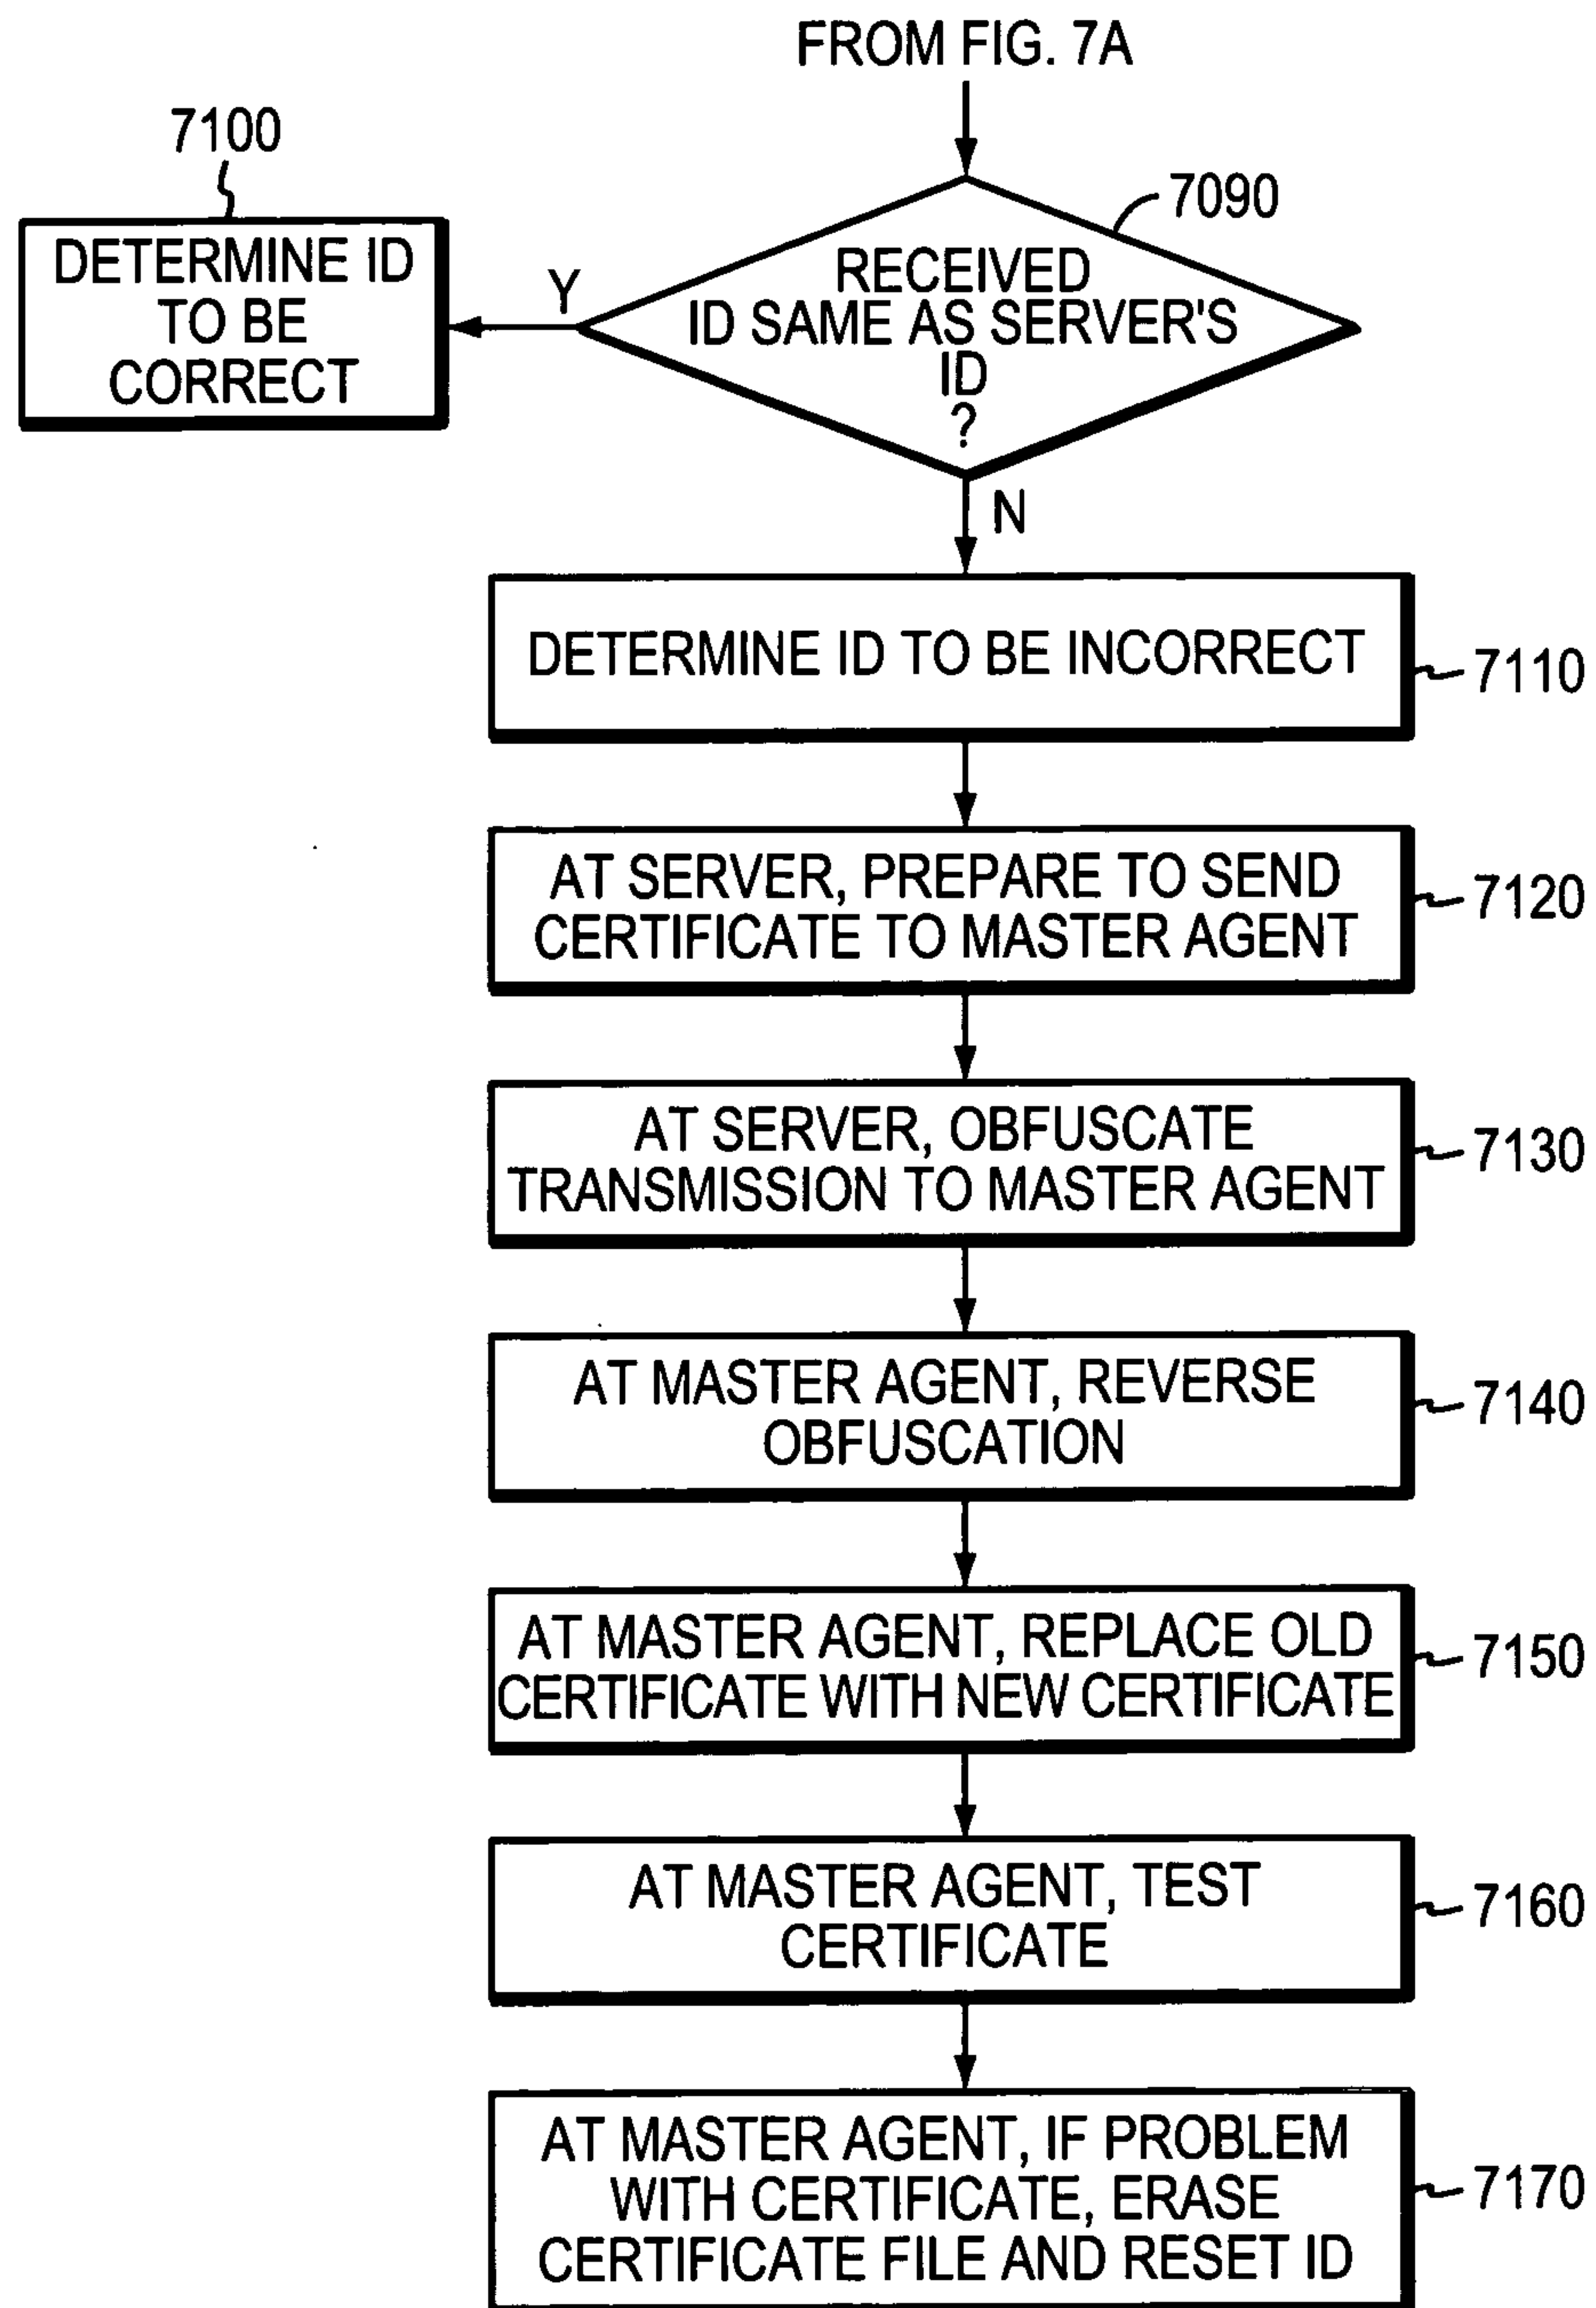 FROM FIG. 7A
7100
7090
DETERMINE ID
TO BE
CORRECT
Y
RECEIVED
ID SAME AS SERVER'S
ID
?
N
DETERMINE ID TO BE INCORRECT
7110
AT SERVER, PREPARE TO SEND
CERTIFICATE TO MASTER AGENT
7120
AT SERVER, OBFUSCATE
TRANSMISSION TO MASTER AGENT
7130
AT MASTER AGENT, REVERSE
OBFUSCATION
7140
AT MASTER AGENT, REPLACE OLD
CERTIFICATE WITH NEW CERTIFICATE
7150
AT MASTER AGENT, TEST
CERTIFICATE
7160
AT MASTER AGENT, IF PROBLEM
WITH CERTIFICATE, ERASE
CERTIFICATE FILE AND RESET ID
7170